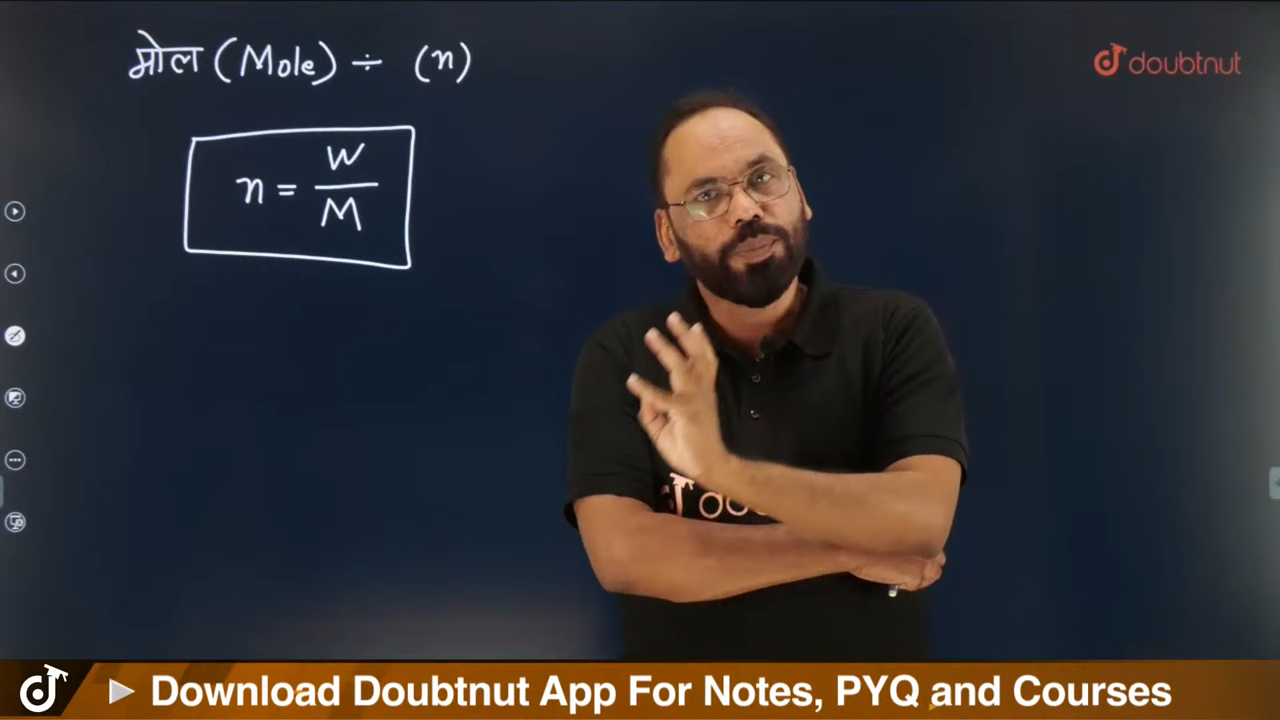 मोल (Mole) ÷ (n)
doubtnut
n = W/M
Download Doubtnut App For Notes, PYQ and Courses